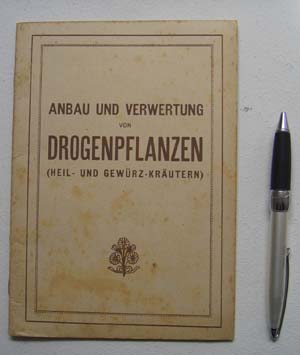 ANBAU UND VERWERTUNG
VON
DROGENPFLANZEN
(HEIL- UND GEWÜRZ-KRÄUTERN)